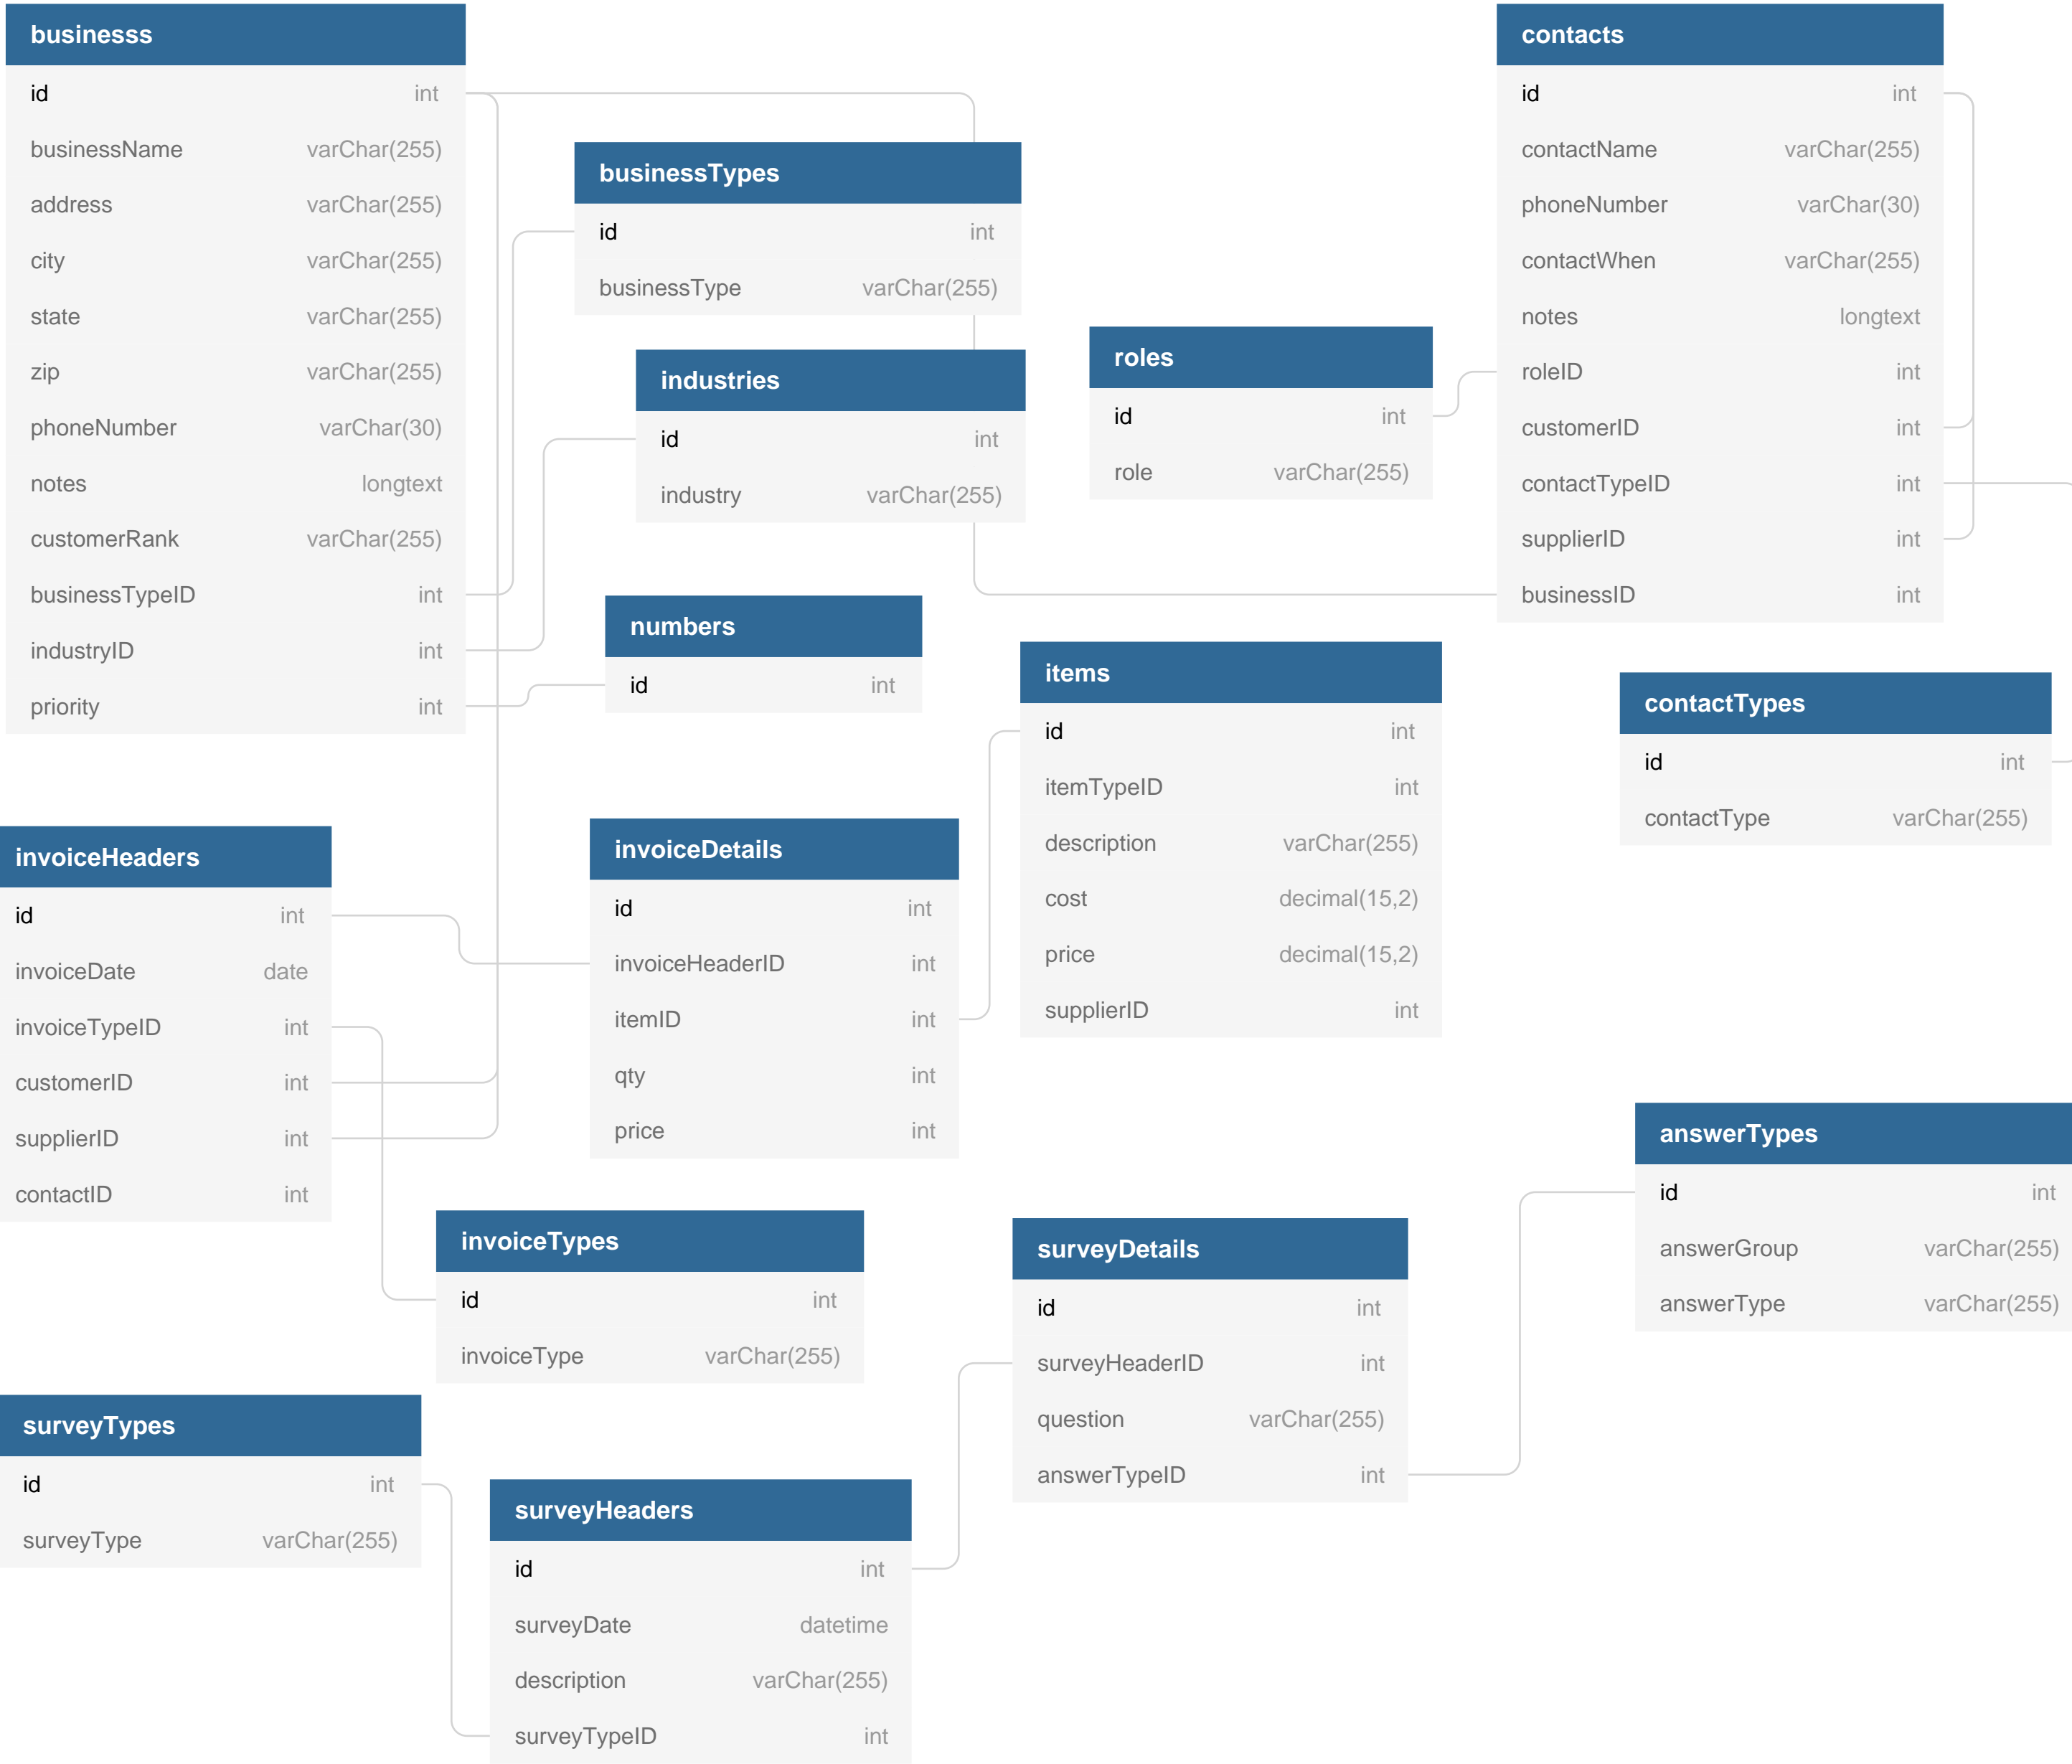 businesss
id int
businessName varChar(255)
address varChar(255)
city varChar(255)
state varChar(255)
zip varChar(255)
phoneNumber varChar(30)
notes longtext
customerRank varChar(255)
businessTypeID int
industryID int
priority int
businessTypes
id int
businessType varChar(255)
industries
id int
industry varChar(255)
numbers
id int
roles
id int
role varChar(255)
contacts
id int
contactName varChar(255)
phoneNumber varChar(30)
contactWhen varChar(255)
notes longtext
roleID int
customerID int
contactTypeID int
supplierID int
businessID int
items
id int
itemTypeID int
description varChar(255)
cost decimal(15,2)
price decimal(15,2)
supplierID int
contactTypes
id int
contactType varChar(255)
invoiceHeaders
id int
invoiceDate date
invoiceTypeID int
customerID int
supplierID int
contactID int
invoiceDetails
id int
invoiceHeaderID int
itemID int
qty int
price int
invoiceTypes
id int
invoiceType varChar(255)
surveyDetails
id int
surveyHeaderID int
question varChar(255)
answerTypeID int
answerTypes
id int
answerGroup varChar(255)
answerType varChar(255)
surveyTypes
id int
surveyType varChar(255)
surveyHeaders
id int
surveyDate datetime
description varChar(255)
surveyTypeID int